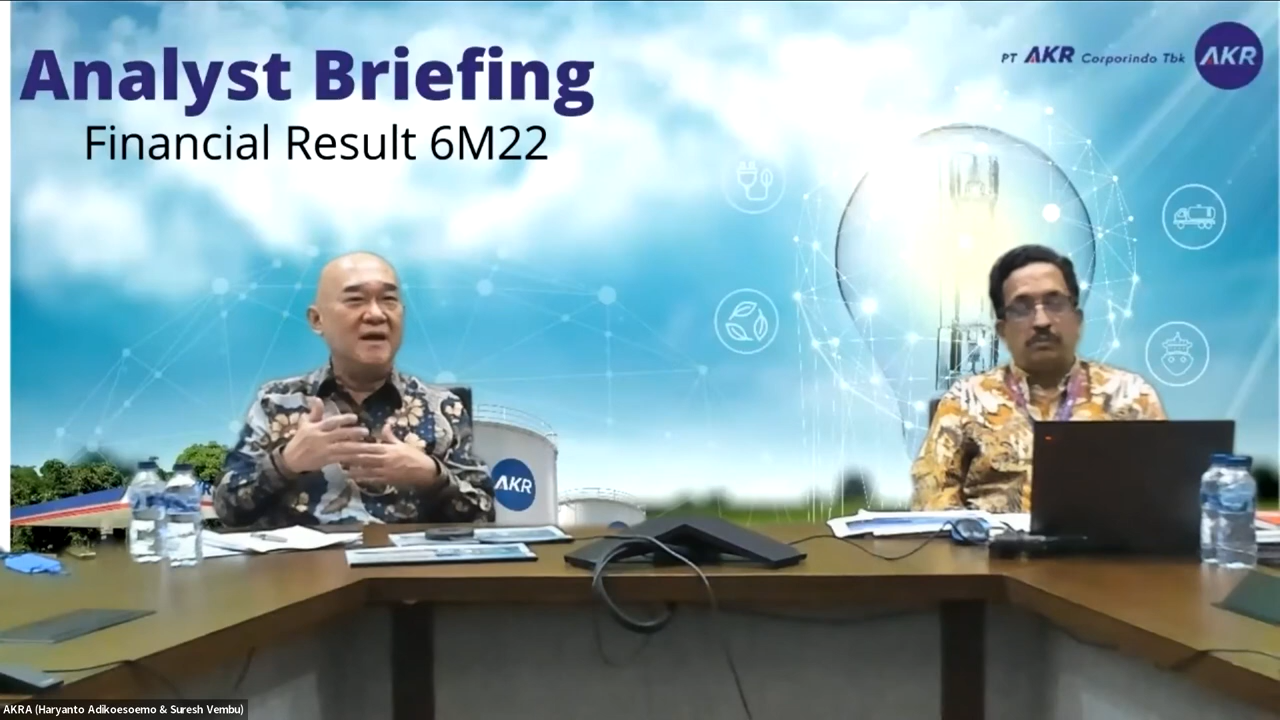 Analyst Briefing
Financial Result 6M22
PT AKR Corporindo Tbk
AKR
AKR
AKRA (Haryanto Adikoesoemo & Suresh Vembu)